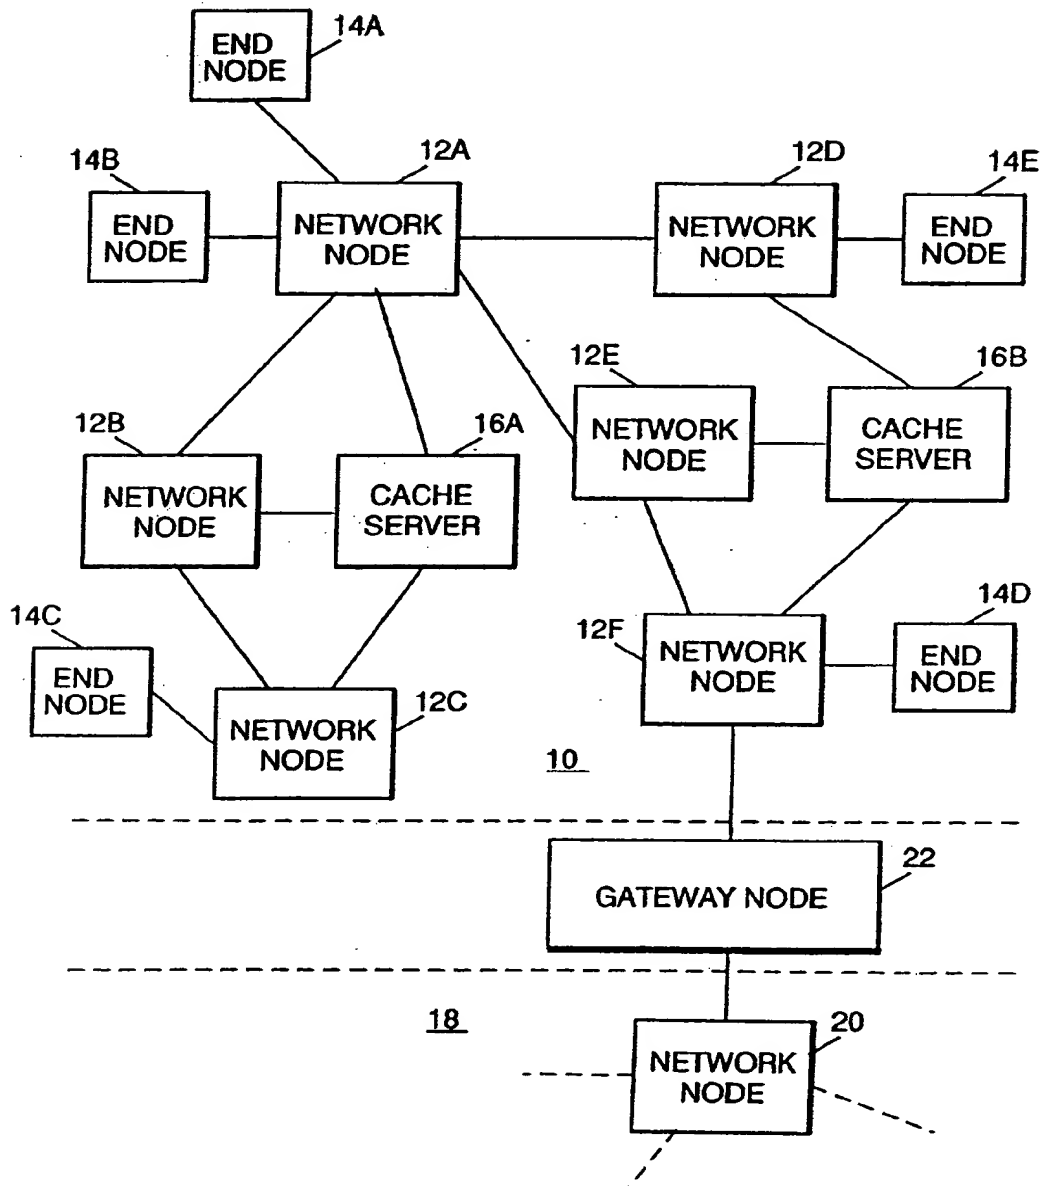 14A
END
NODE
14B
12A
12D
14E
END
NODE
NETWORK
NODE
NETWORK
NODE
END
NODE
12E
16B
12B
16A
NETWORK
NODE
CACHE
SERVER
NETWORK
NODE
CACHE
SERVER
14C
12F
14D
END
NODE
NETWORK
NODE
END
NODE
12C
NETWORK
NODE
10
GATEWAY NODE
22
18
20
NETWORK
NODE